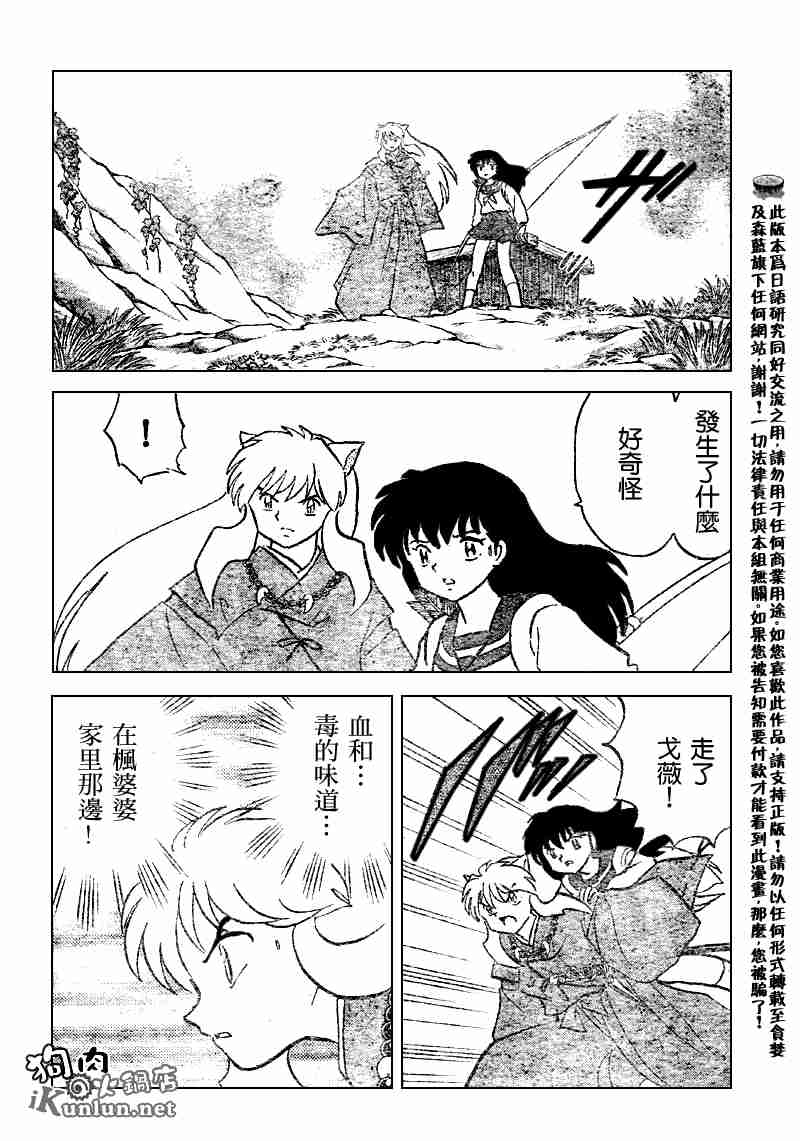 發生了什麼
好奇怪
！
走了
戈薇！
血和…
毒的味道…
在楓婆婆
家里那邊！
此版本爲日語研究同好交流之用，請勿用于任何商業用途。如您喜歡此作品，請支持正版！請勿以任何形式轉載至貪婪
及森藍旗下任何網站，謝謝！一切法律責任與本組無關。如果您被告知需要付款才能看到此漫畫，那麼，您被騙了！
狗肉
火鍋店
iKunlun.net